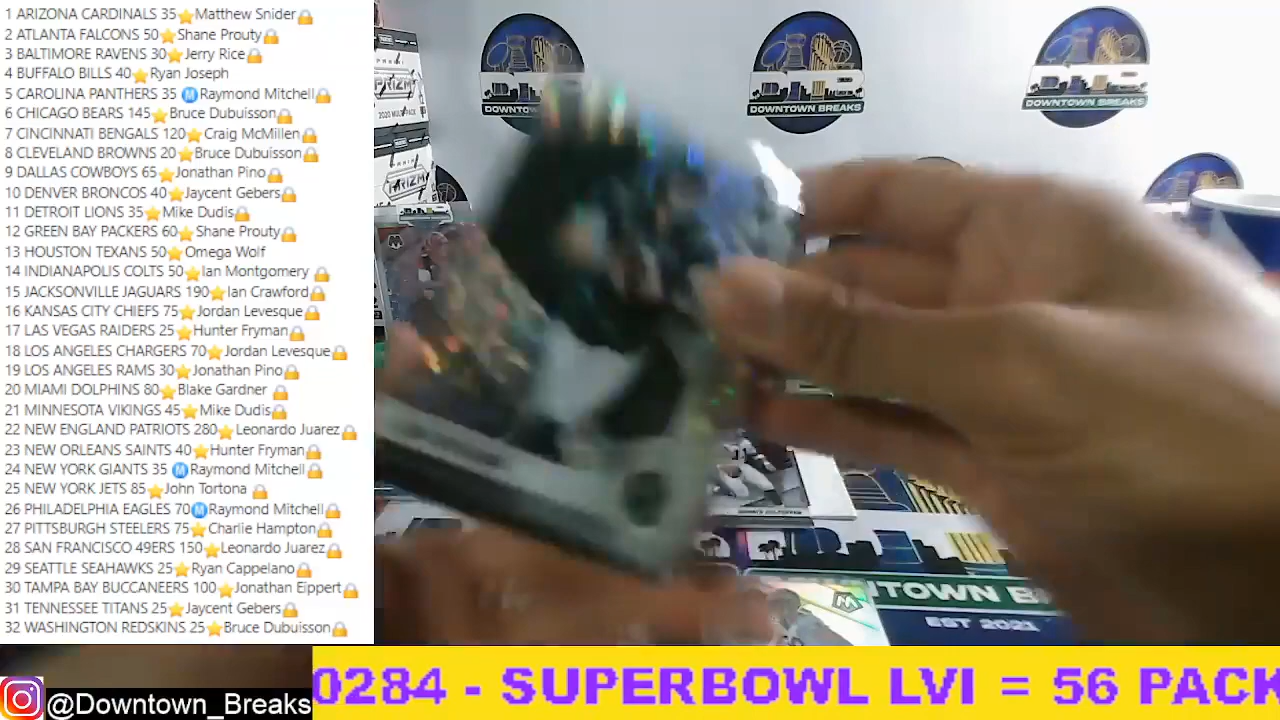 1 ARIZONA CARDINALS 35⭐Matthew Snider🔒
2 ATLANTA FALCONS 50⭐Shane Prouty🔒
3 BALTIMORE RAVENS 30⭐Jerry Rice🔒
4 BUFFALO BILLS 40⭐Ryan Joseph
5 CAROLINA PANTHERS 35 Ⓜ️Raymond Mitchell🔒
6 CHICAGO BEARS 145⭐Bruce Dubuisson🔒
7 CINCINNATI BENGALS 120⭐Craig McMillen🔒
8 CLEVELAND BROWNS 20⭐Bruce Dubuisson🔒
9 DALLAS COWBOYS 65⭐Jonathan Pino🔒
10 DENVER BRONCOS 40⭐Jaycent Gebers🔒
11 DETROIT LIONS 35⭐Mike Dudis🔒
12 GREEN BAY PACKERS 60⭐Shane Prouty🔒
13 HOUSTON TEXANS 50⭐Omega Wolf
14 INDIANAPOLIS COLTS 50⭐Ian Montgomery 🔒
15 JACKSONVILLE JAGUARS 190⭐Ian Crawford🔒
16 KANSAS CITY CHIEFS 75⭐Jordan Levesque🔒
17 LAS VEGAS RAIDERS 25⭐Hunter Fryman🔒
18 LOS ANGELES CHARGERS 70⭐Jordan Levesque🔒
19 LOS ANGELES RAMS 30⭐Jonathan Pino🔒
20 MIAMI DOLPHINS 80⭐Blake Gardner 🔒
21 MINNESOTA VIKINGS 45⭐Mike Dudis🔒
22 NEW ENGLAND PATRIOTS 280⭐Leonardo Juarez🔒
23 NEW ORLEANS SAINTS 40⭐Hunter Fryman🔒
24 NEW YORK GIANTS 35 Ⓜ️Raymond Mitchell🔒
25 NEW YORK JETS 85⭐John Tortona 🔒
26 PHILADELPHIA EAGLES 70Ⓜ️Raymond Mitchell🔒
27 PITTSBURGH STEELERS 75⭐Charlie Hampton🔒
28 SAN FRANCISCO 49ERS 150⭐Leonardo Juarez🔒
29 SEATTLE SEAHAWKS 25⭐Ryan Cappelano🔒
30 TAMPA BAY BUCCANEERS 100⭐Jonathan Eippert🔒
31 TENNESSEE TITANS 25⭐Jaycent Gebers🔒
32 WASHINGTON REDSKINS 25⭐Bruce Dubuisson🔒
DOWNTOWN BREAKS
DOWNTOWN BREAKS
PRIZM
PRIZM
EST 2021
@Downtown_Breaks
0284 - SUPERBOWL LVI = 56 PACK